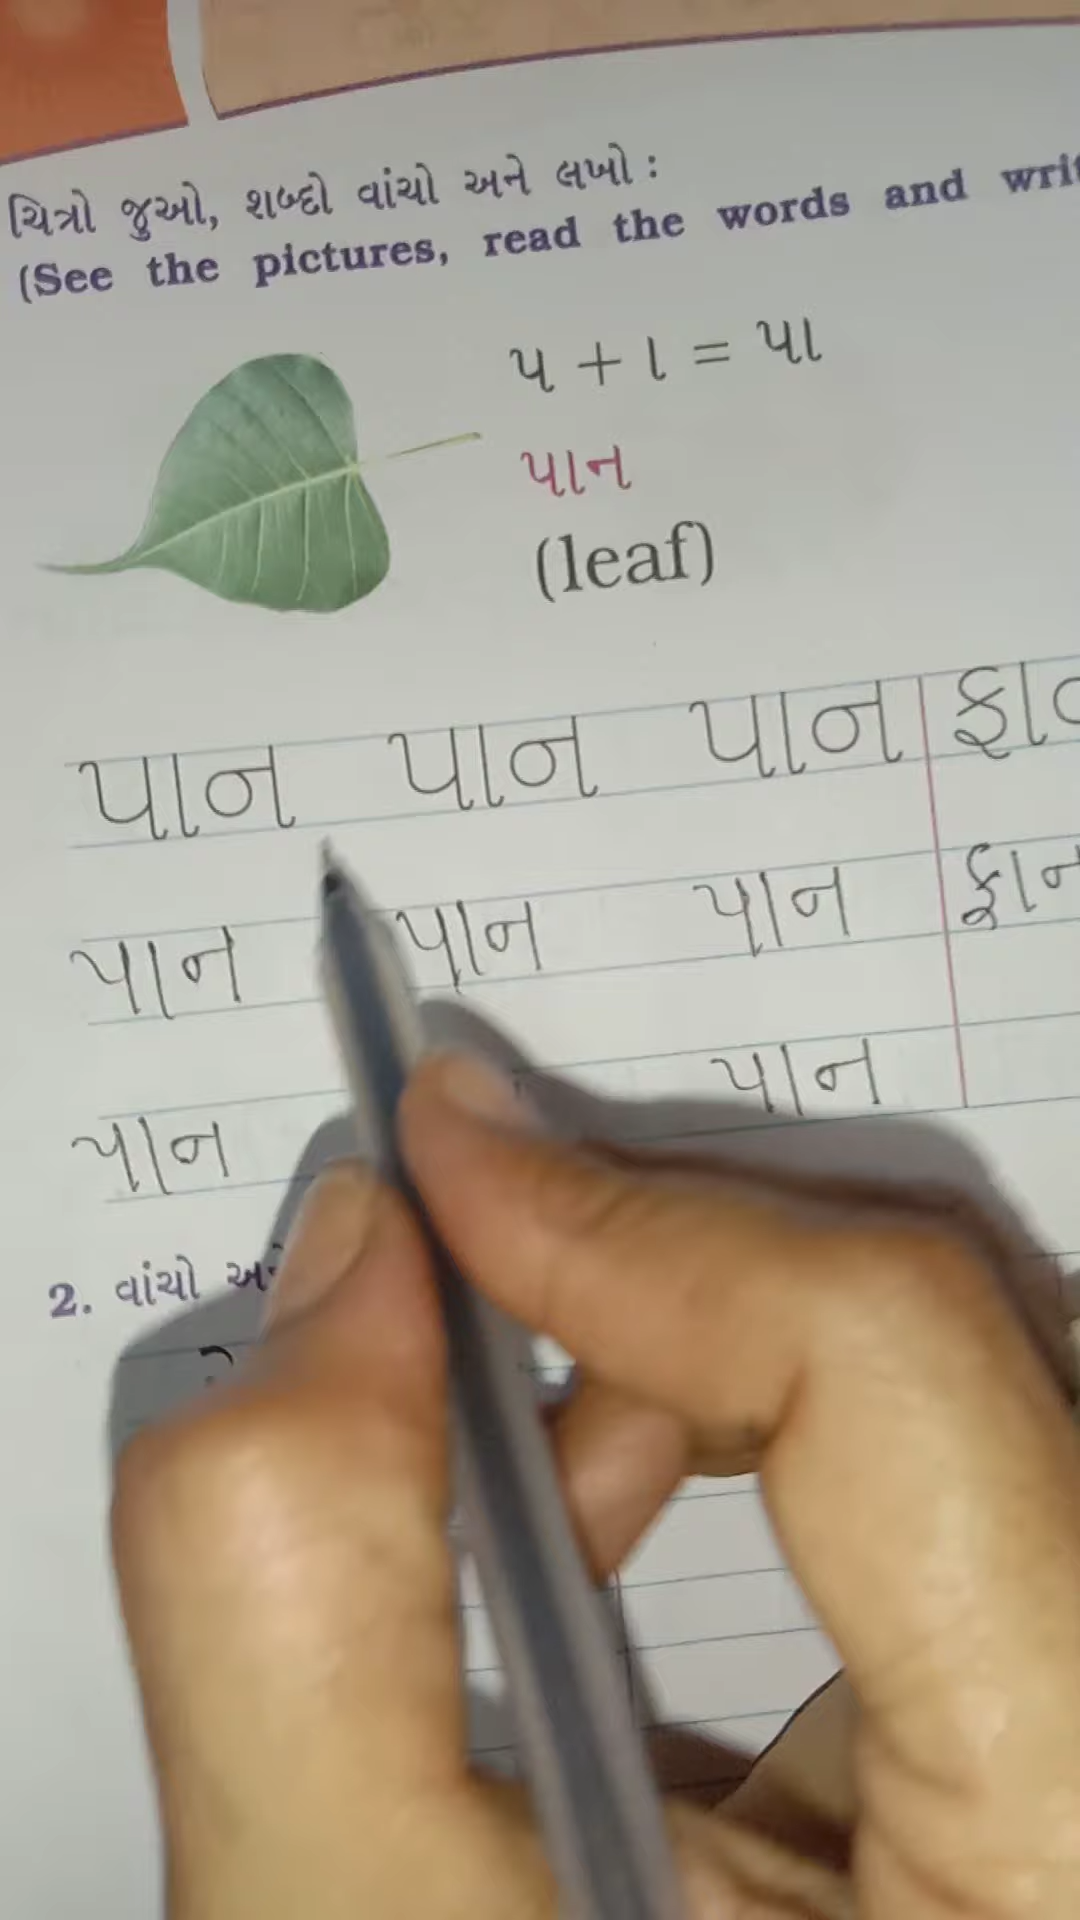 ચિત્રો જુઓ, શબ્દો વાંચો અને લખો :
(See the pictures, read the words and
પ + ા = પા
પાન
(leaf)
પાન પાન પાન
પાન પાન પાન ફાન
પાન પાન
2. વાંચો